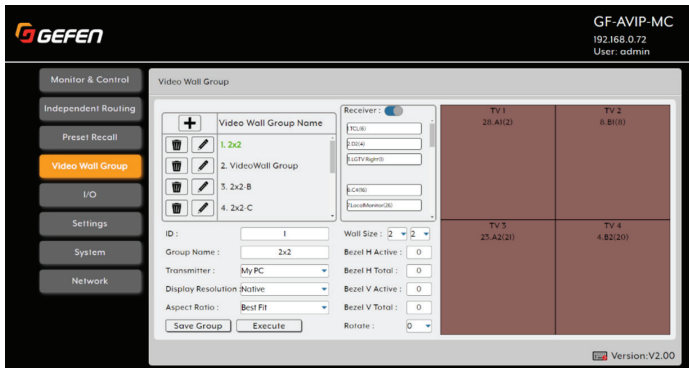 GEFEN
GF-AVIP-MC
192.168.0.72
User: admin
Monitor & Control
Independent Routing
Preset Recall
Video Wall Group
I/O
Settings
System
Network
Video Wall Group
Video Wall Group Name
1. 2x2
2. VideoWall Group
3. 2x2-B
4. 2x2-C
Receiver :
1.TCL(6)
2.D2(4)
3.LGTV Right(1)
6.C4(16)
7.LocalMonitor(26)
ID : 1
Group Name : 2x2
Transmitter : My PC
Display Resolution : Native
Aspect Ratio : Best Fit
Save Group Execute
Wall Size : 2 2
Bezel H Active : 0
Bezel H Total : 0
Bezel V Active : 0
Bezel V Total : 0
Rotate : 0
TV 1
28.A1(2)
TV 2
8.B1(8)
TV 3
23.A2(21)
TV 4
4.B2(20)
Version:V2.00